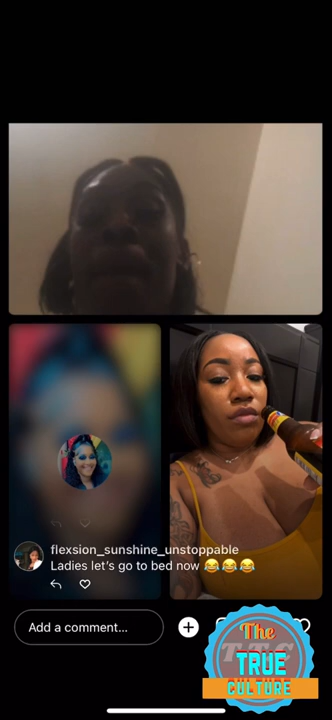 flexsion_sunshine_unstoppable
Ladies let's go to bed now 😂😂😂
Add a comment...
The
TRUE
CULTURE